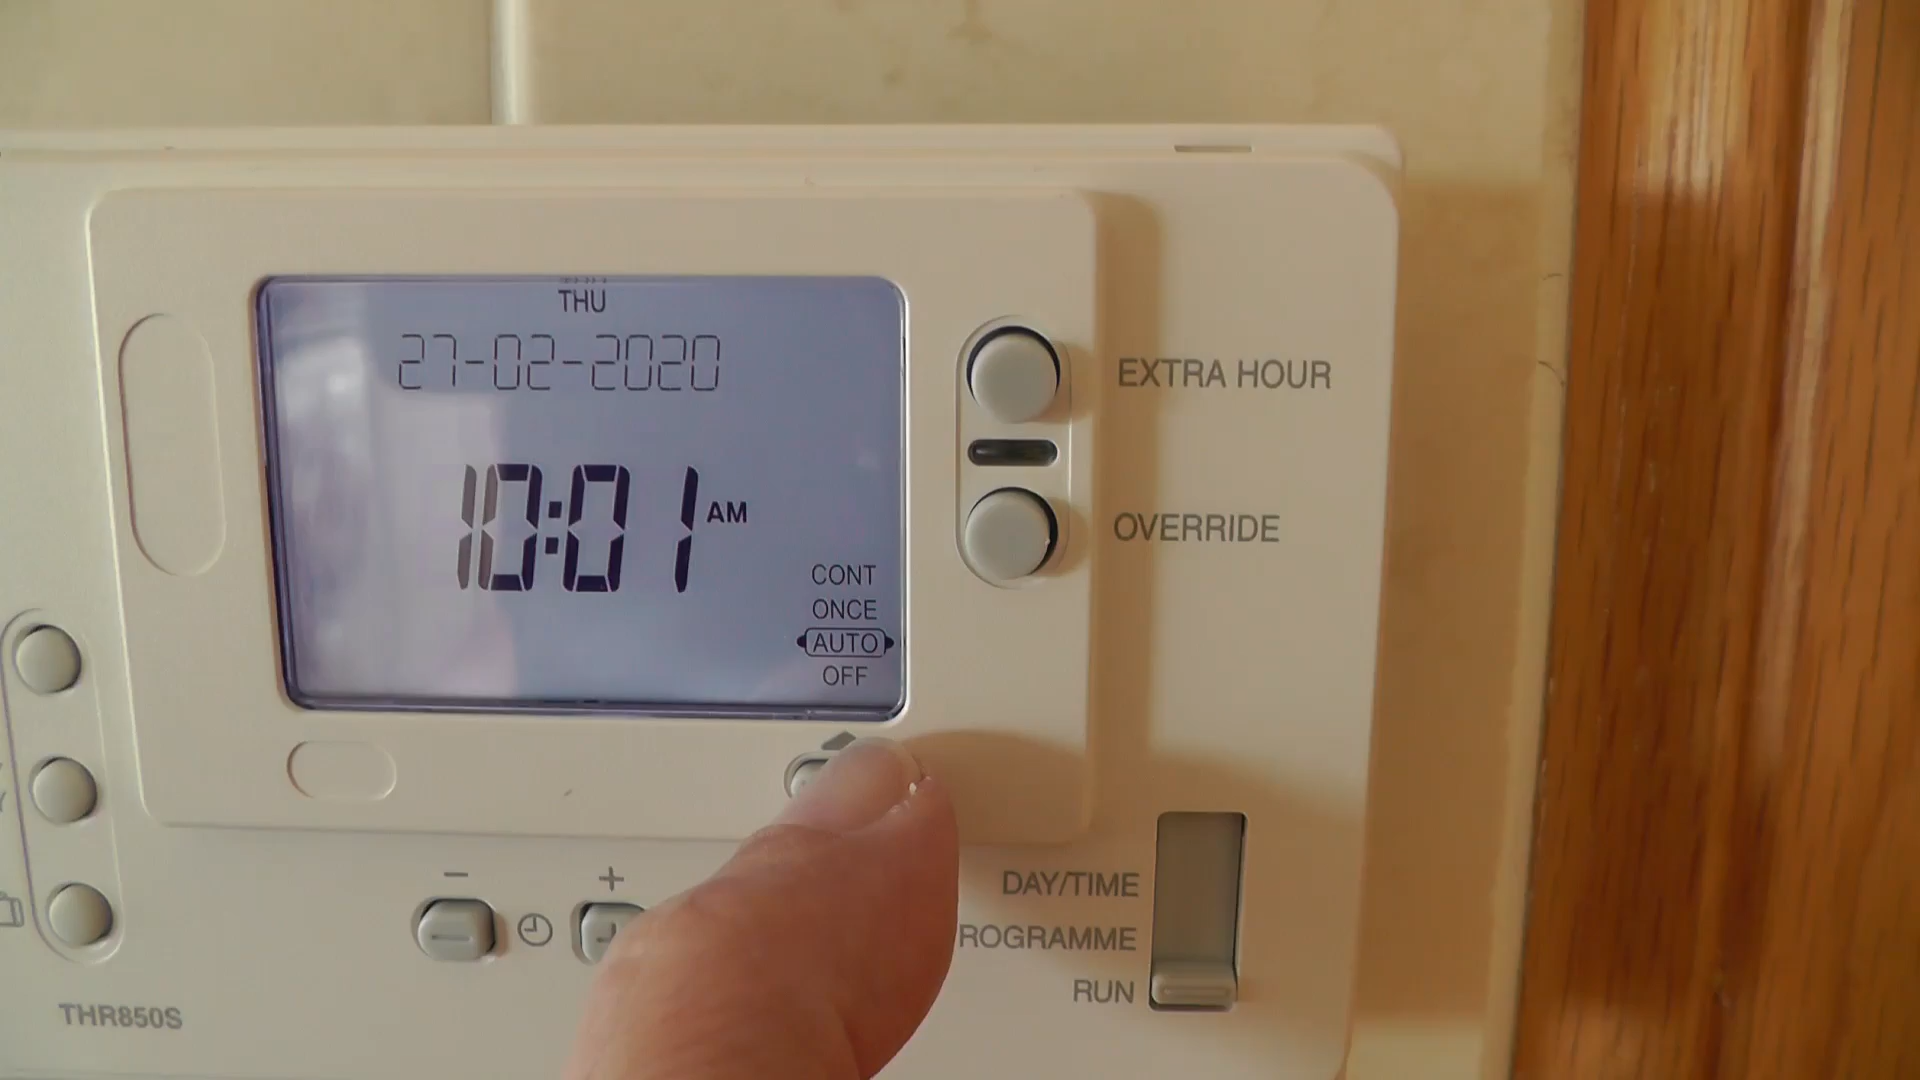 THU
27-02-2020
10:01 AM
CONT
ONCE
AUTO
OFF
EXTRA HOUR
OVERRIDE
- +
DAY/TIME
ROGRAMME
RUN
THR850S